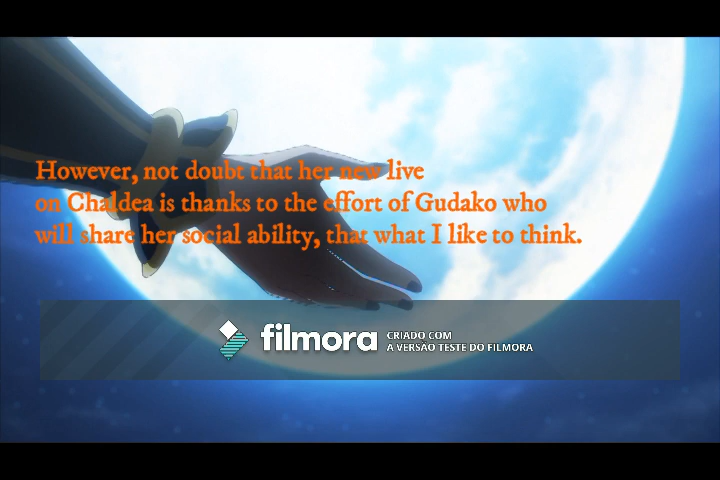 However, not doubt that her new live
on Chaldea is thanks to the effort of Gudako who
will share her social ability, that what I like to think.
filmora
CRIADO COM
A VERSÃO TESTE DO FILMORA